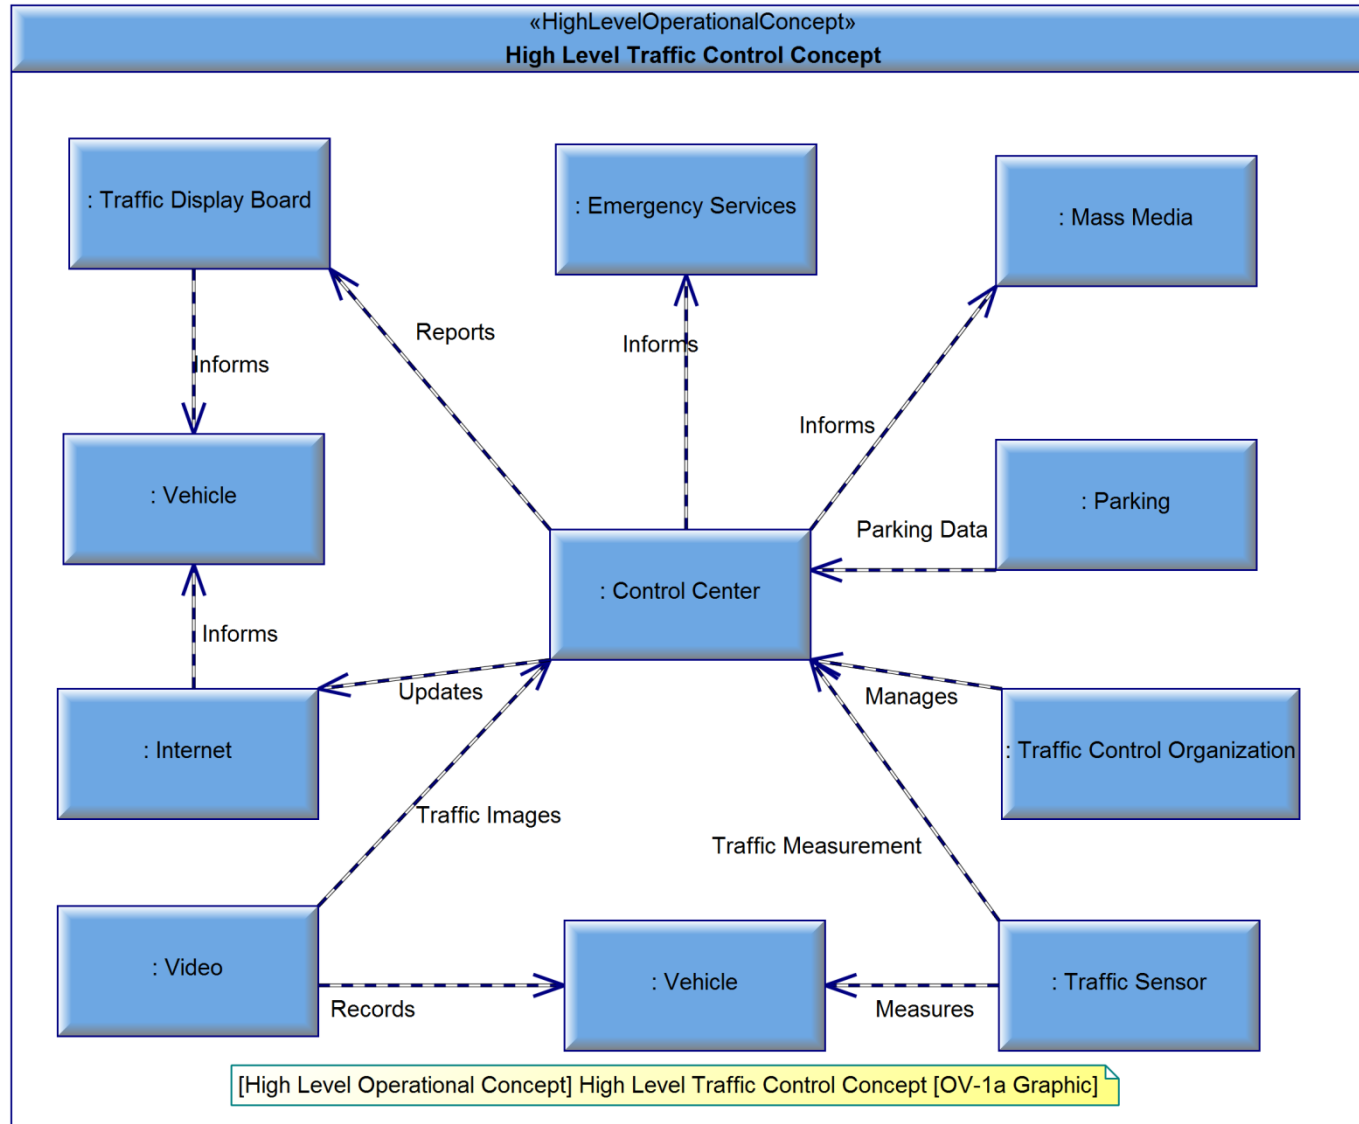 «HighLevelOperationalConcept»
High Level Traffic Control Concept
: Traffic Display Board
: Emergency Services
: Mass Media
Reports
Informs
Informs
Informs
: Vehicle
: Parking
Parking Data
: Control Center
Informs
Updates
Manages
: Internet
: Traffic Control Organization
Traffic Images
Traffic Measurement
: Video
: Vehicle
: Traffic Sensor
Records
Measures
[High Level Operational Concept] High Level Traffic Control Concept [OV-1a Graphic]